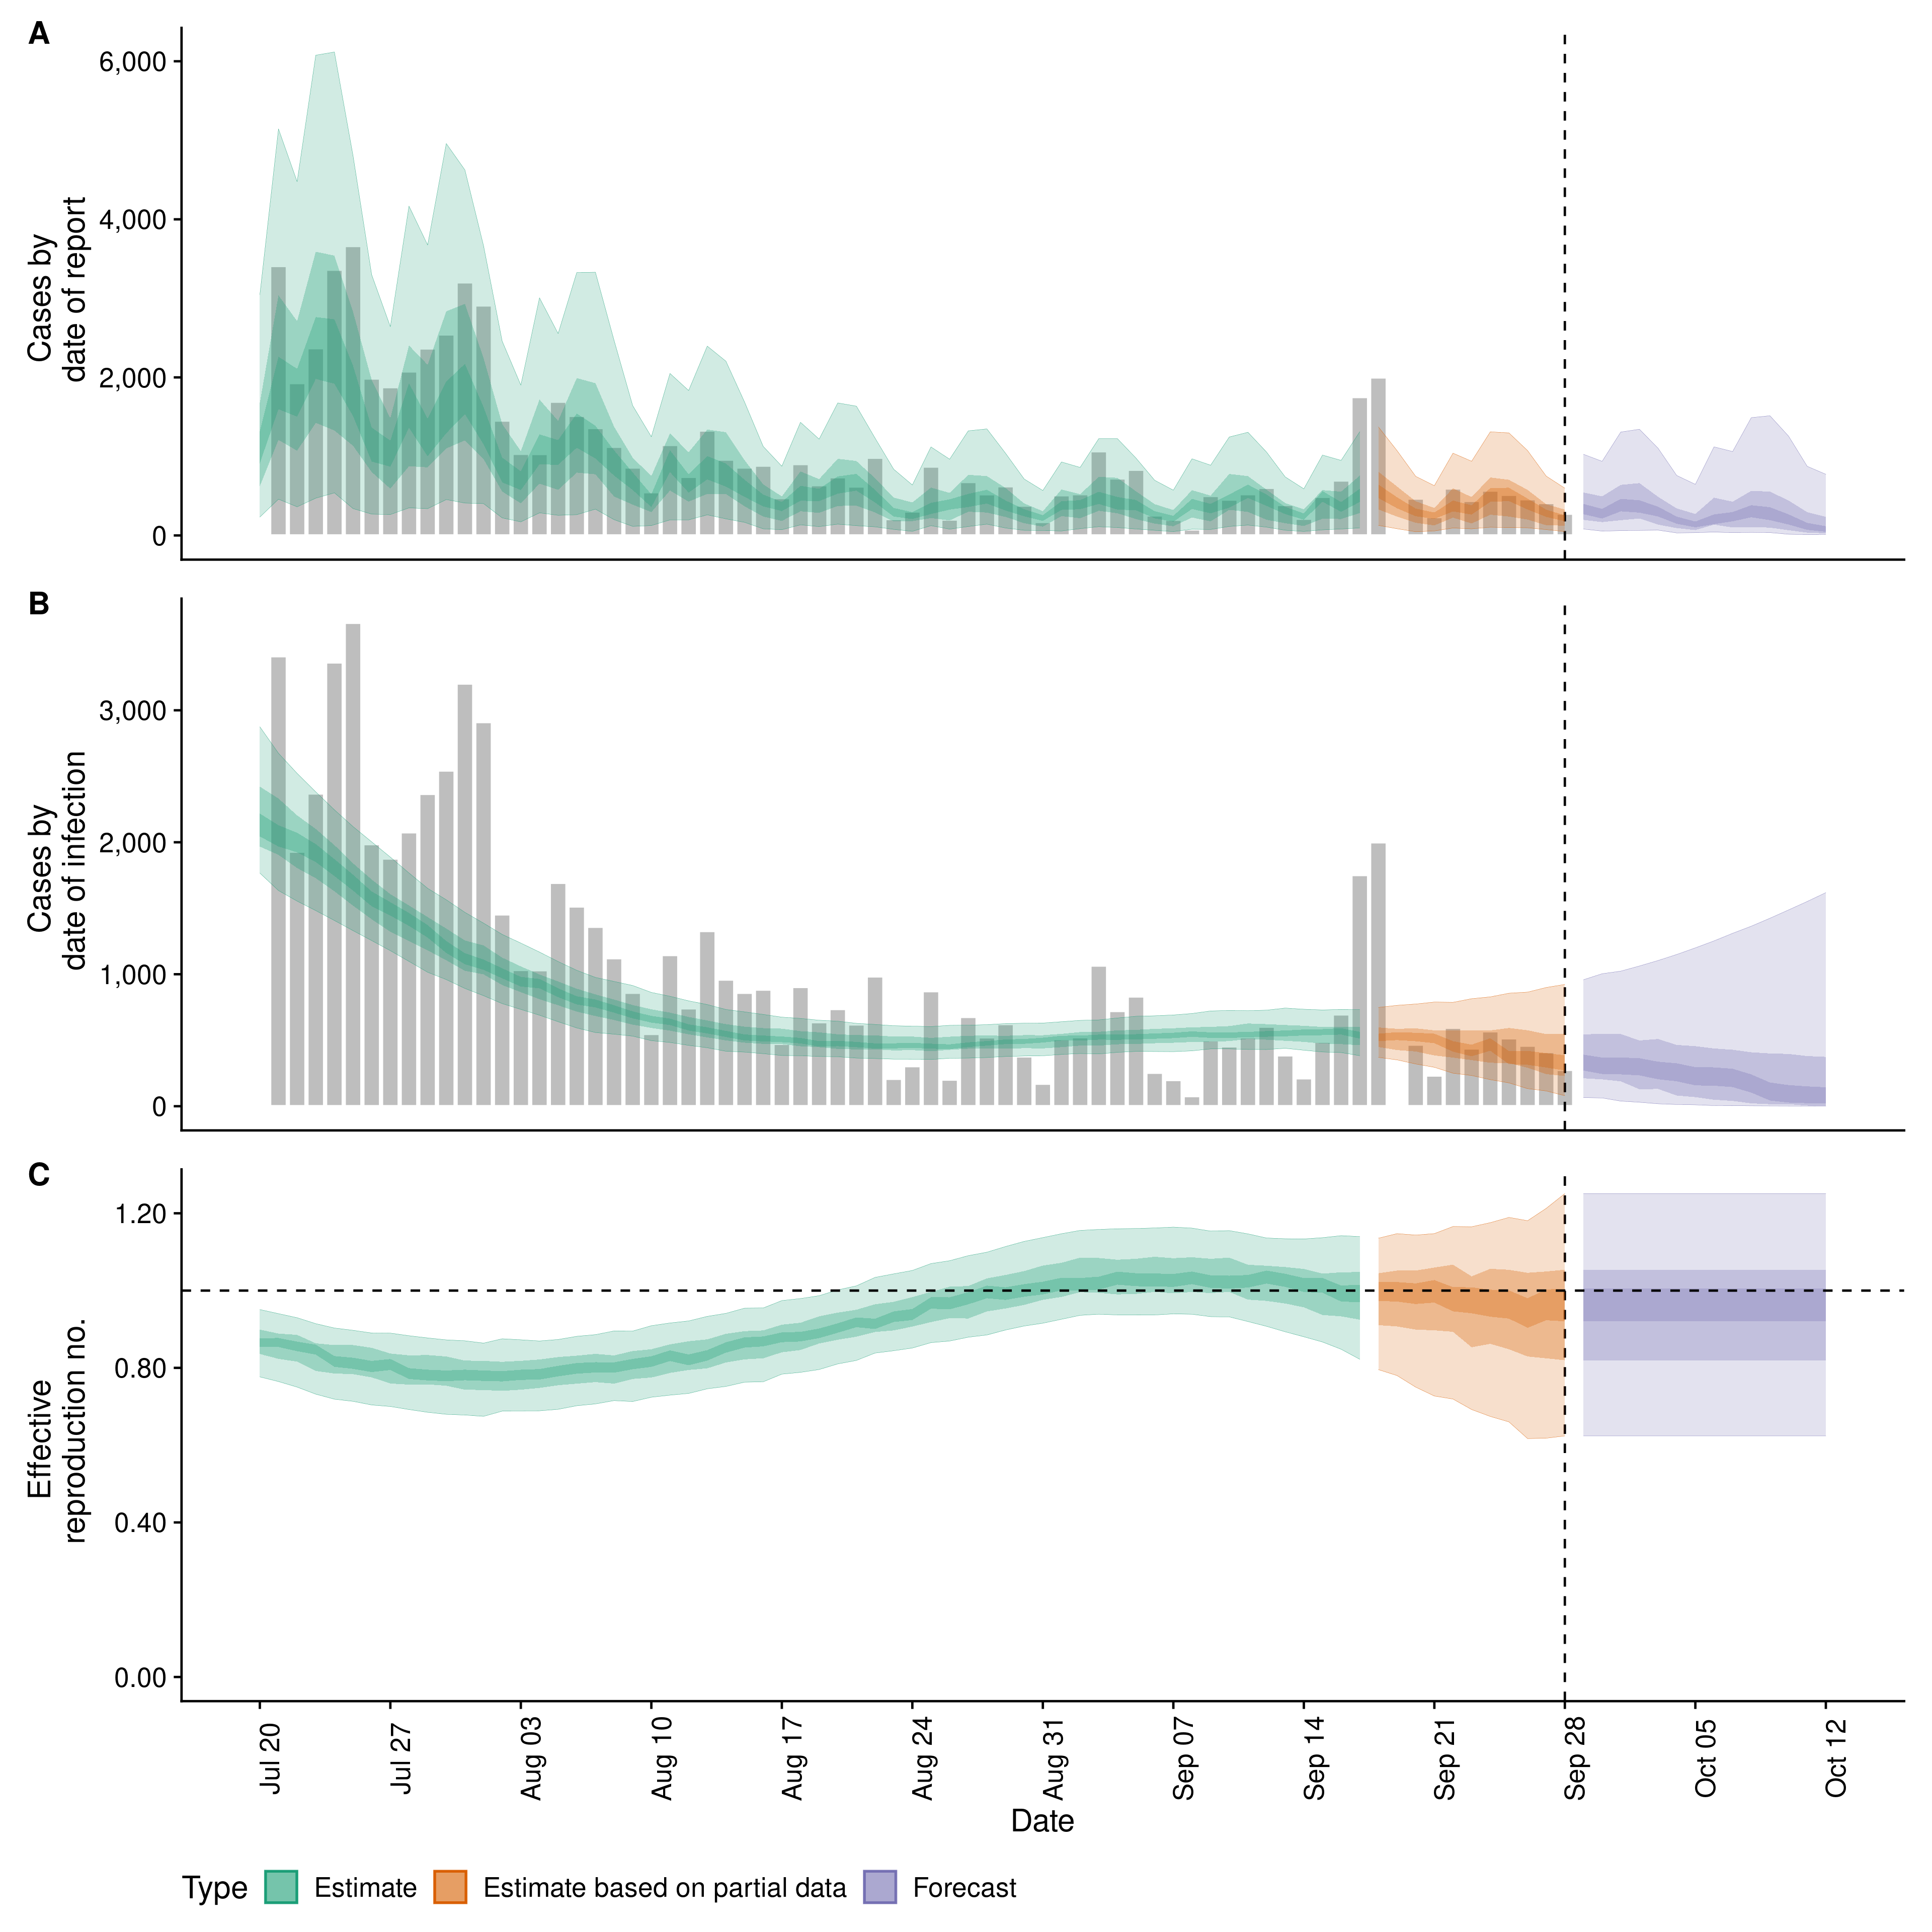 A
6,000
4,000
2,000
0
Cases by
date of report
B
3,000
2,000
1,000
0
Cases by
date of infection
C
1.20
0.80
0.40
0.00
Effective
reproduction no.
Jul 20
Jul 27
Aug 03
Aug 10
Aug 17
Aug 24
Aug 31
Sep 07
Sep 14
Sep 21
Sep 28
Oct 05
Oct 12
Date
Type Estimate Estimate based on partial data Forecast